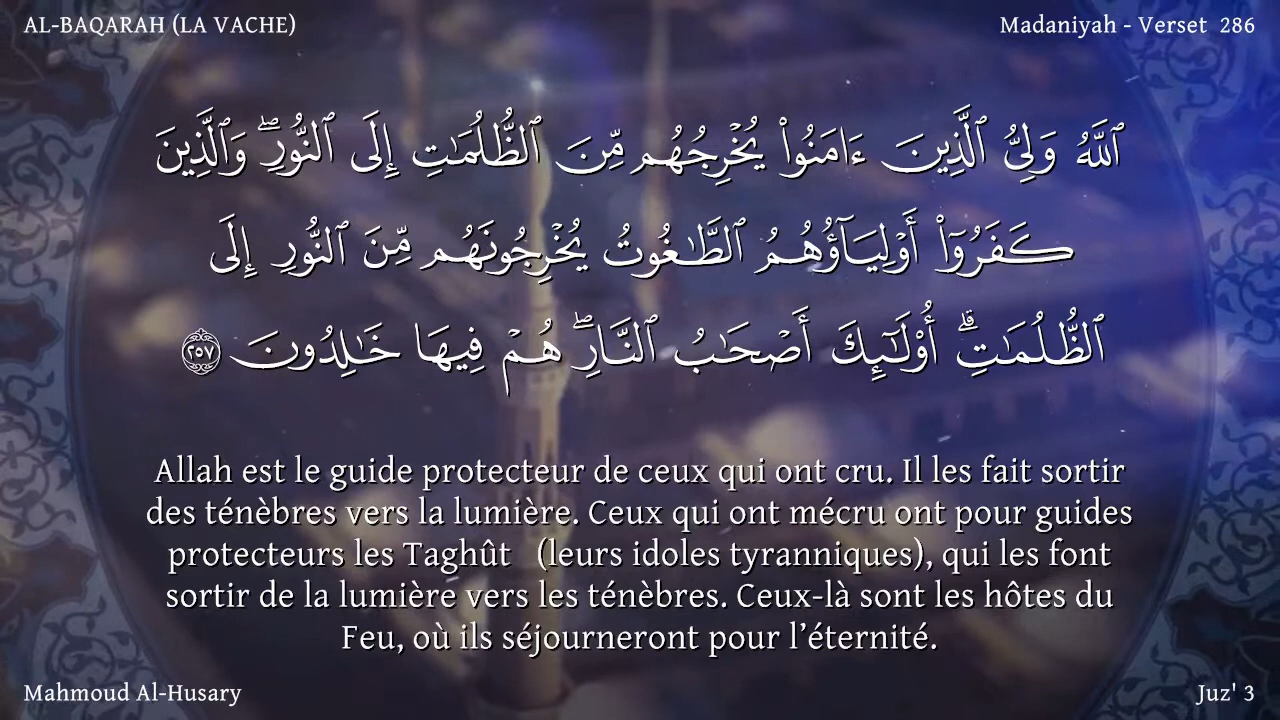 AL-BAQARAH (LA VACHE)
Madaniyah - Verset 286
ٱللَّهُ وَلِىُّ ٱلَّذِينَ ءَامَنُوا۟ يُخْرِجُهُم مِّنَ ٱلظُّلُمَـٰتِ إِلَى ٱلنُّورِ ۖ وَٱلَّذِينَ
كَفَرُوٓا۟ أَوْلِيَآؤُهُمُ ٱلطَّـٰغُوتُ يُخْرِجُونَهُم مِّنَ ٱلنُّورِ إِلَى
ٱلظُّلُمَـٰتِ ۗ أُو۟لَـٰٓئِكَ أَصْحَـٰبُ ٱلنَّارِ ۖ هُمْ فِيهَا خَـٰلِدُونَ ٢٥٧
Allah est le guide protecteur de ceux qui ont cru. Il les fait sortir
des ténèbres vers la lumière. Ceux qui ont mécru ont pour guides
protecteurs les Taghût (leurs idoles tyranniques), qui les font
sortir de la lumière vers les ténèbres. Ceux-là sont les hôtes du
Feu, où ils séjourneront pour l’éternité.
Mahmoud Al-Husary
Juz' 3